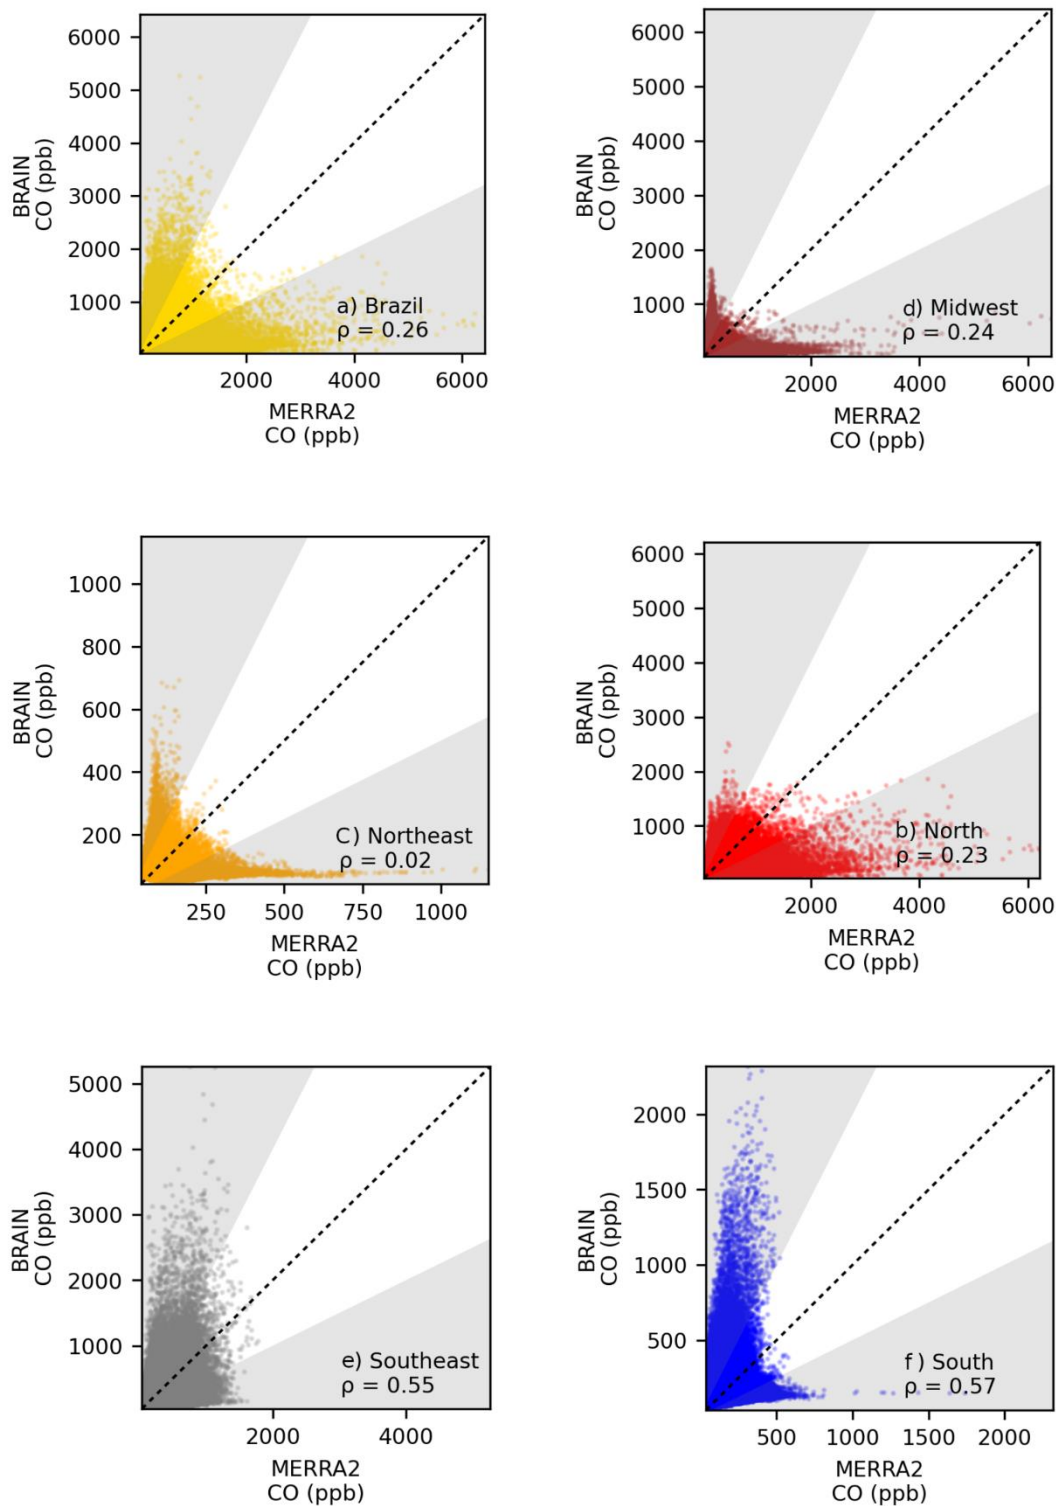 6000
5000
4000
3000
2000
1000
BRAIN
CO (ppb)
a) Brazil
ρ = 0.26
2000
4000
6000
MERRA2
CO (ppb)
6000
5000
4000
3000
2000
1000
BRAIN
CO (ppb)
d) Midwest
ρ = 0.24
2000
4000
6000
MERRA2
CO (ppb)
1000
800
600
400
200
BRAIN
CO (ppb)
C) Northeast
ρ = 0.02
250
500
750
1000
MERRA2
CO (ppb)
6000
5000
4000
3000
2000
1000
BRAIN
CO (ppb)
b) North
ρ = 0.23
2000
4000
6000
MERRA2
CO (ppb)
5000
4000
3000
2000
1000
BRAIN
CO (ppb)
e) Southeast
ρ = 0.55
2000
4000
MERRA2
CO (ppb)
2000
1500
1000
500
BRAIN
CO (ppb)
f) South
ρ = 0.57
500
1000
1500
2000
MERRA2
CO (ppb)